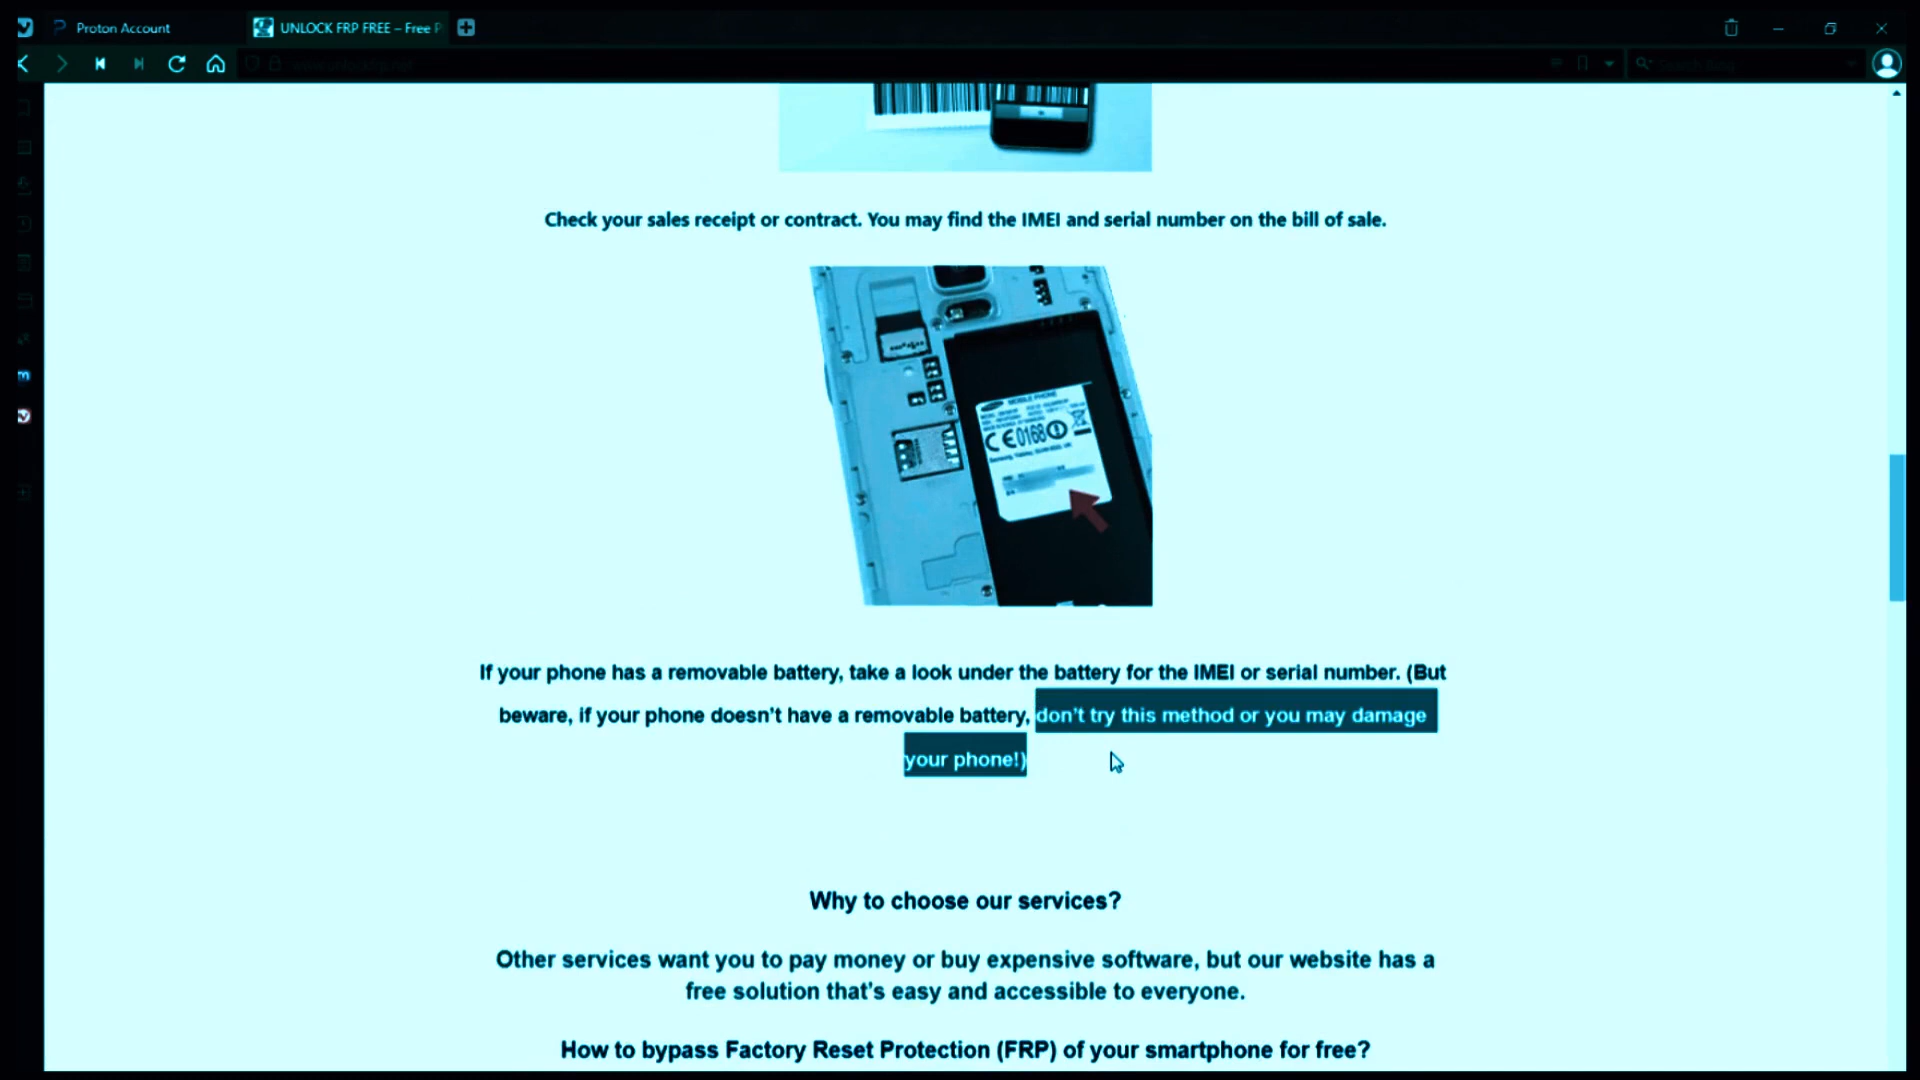 Proton Account
UNLOCK FRP FREE – Free P
Check your sales receipt or contract. You may find the IMEI and serial number on the bill of sale.
MOBILE PHONE
CE0168
If your phone has a removable battery, take a look under the battery for the IMEI or serial number. (But
beware, if your phone doesn't have a removable battery, don't try this method or you may damage
your phone!)
Why to choose our services?
Other services want you to pay money or buy expensive software, but our website has a
free solution that's easy and accessible to everyone.
How to bypass Factory Reset Protection (FRP) of your smartphone for free?